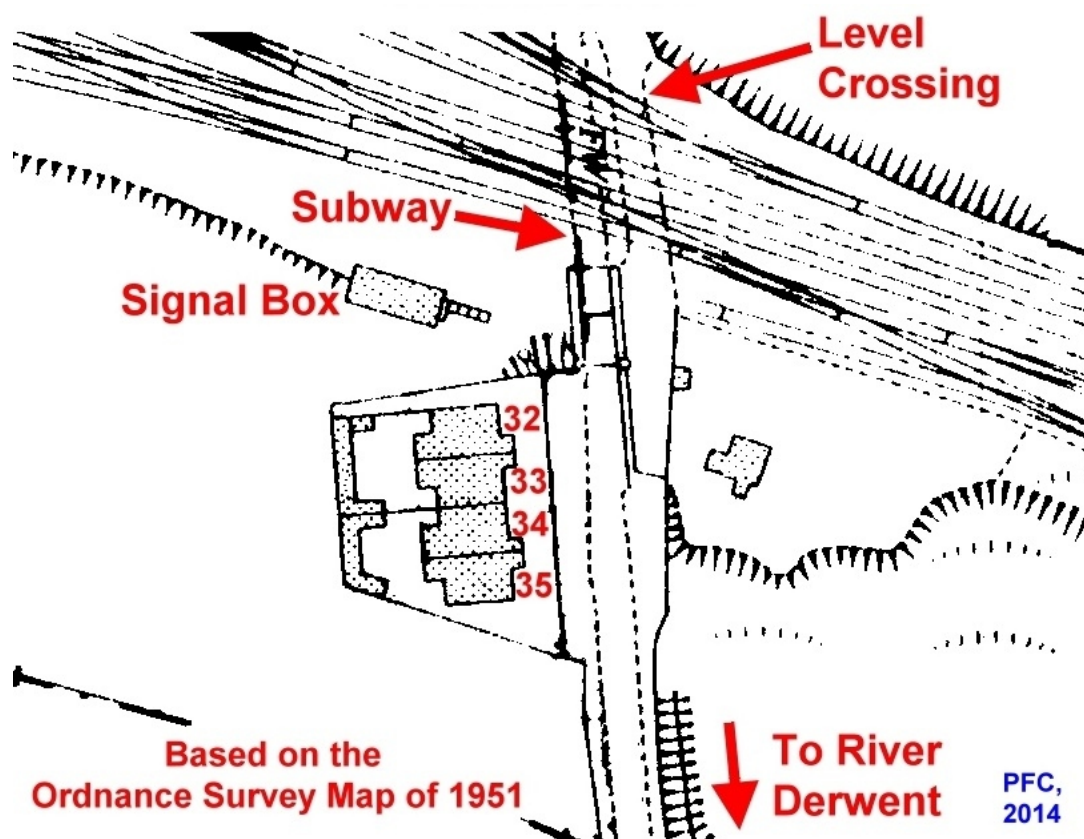 Level
Crossing
FW
Subway
Signal Box
32
33
34
35
Based on the
Ordnance Survey Map of 1951
To River
Derwent
PFC,
2014